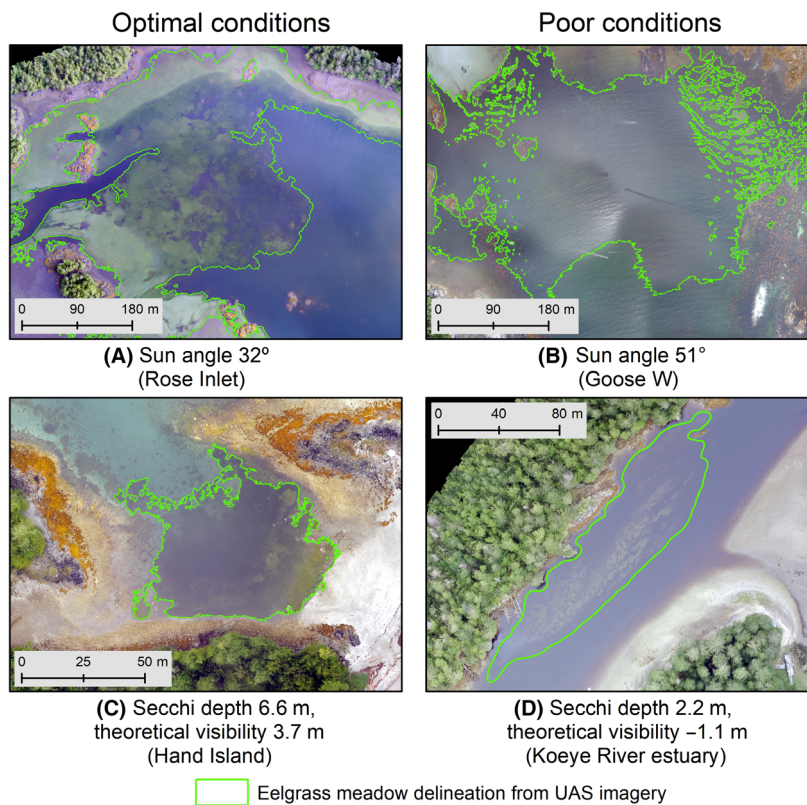 Optimal conditions
Poor conditions
0 90 180 m
0 90 180 m
(A) Sun angle 32º
(Rose Inlet)
(B) Sun angle 51°
(Goose W)
0 25 50 m
0 40 80 m
(C) Secchi depth 6.6 m,
theoretical visibility 3.7 m
(Hand Island)
(D) Secchi depth 2.2 m,
theoretical visibility –1.1 m
(Koeye River estuary)
Eelgrass meadow delineation from UAS imagery